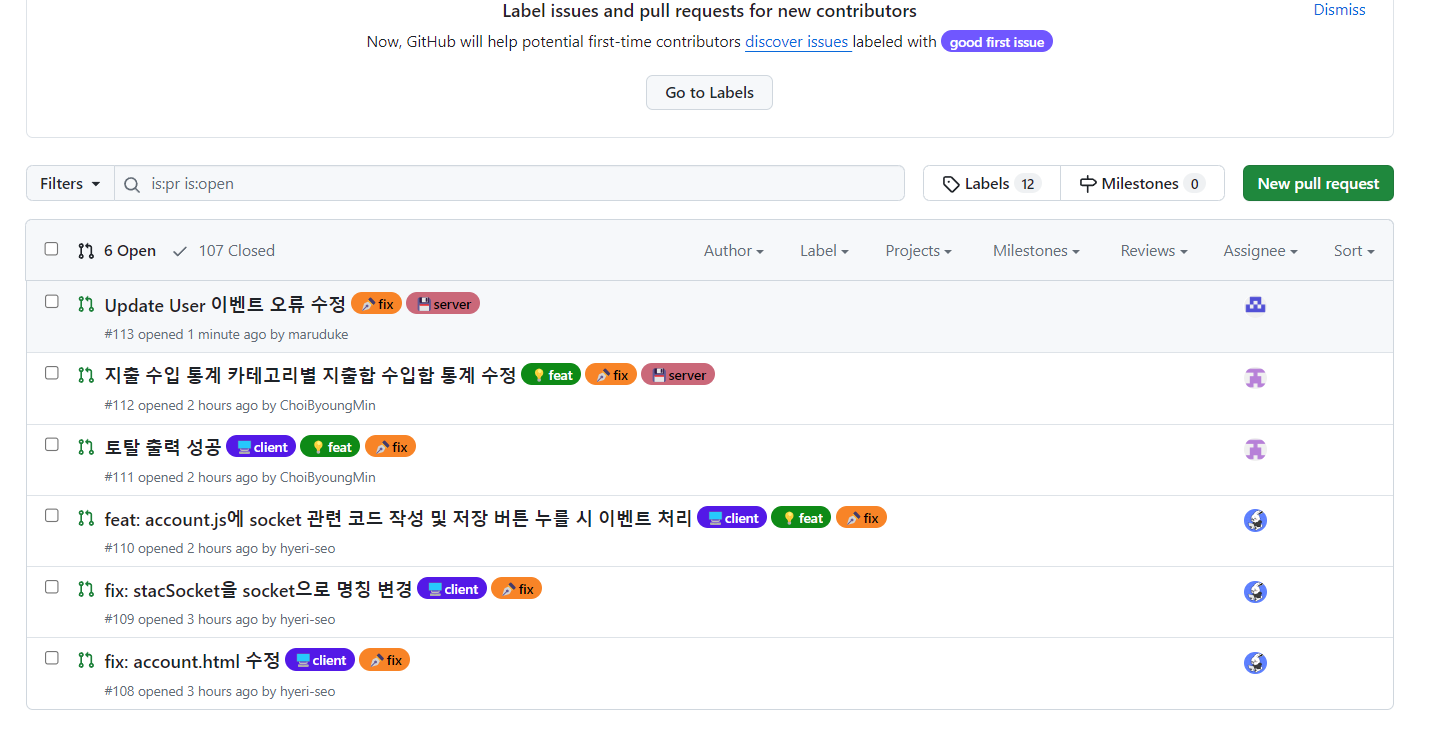 Label issues and pull requests for new contributors
Dismiss
Now, GitHub will help potential first-time contributors discover issues labeled with good first issue
Go to Labels
Filters is:pr is:open Labels 12 Milestones 0 New pull request
6 Open 107 Closed Author Label Projects Milestones Reviews Assignee Sort
Update User 이벤트 오류 수정 fix server
#113 opened 1 minute ago by maruduke
지출 수입 통계 카테고리별 지출합 수입합 통계 수정 feat fix server
#112 opened 2 hours ago by ChoiByoungMin
토탈 출력 성공 client feat fix
#111 opened 2 hours ago by ChoiByoungMin
feat: account.js에 socket 관련 코드 작성 및 저장 버튼 누를 시 이벤트 처리 client feat fix
#110 opened 2 hours ago by hyeri-seo
fix: stacSocket을 socket으로 명칭 변경 client fix
#109 opened 3 hours ago by hyeri-seo
fix: account.html 수정 client fix
#108 opened 3 hours ago by hyeri-seo